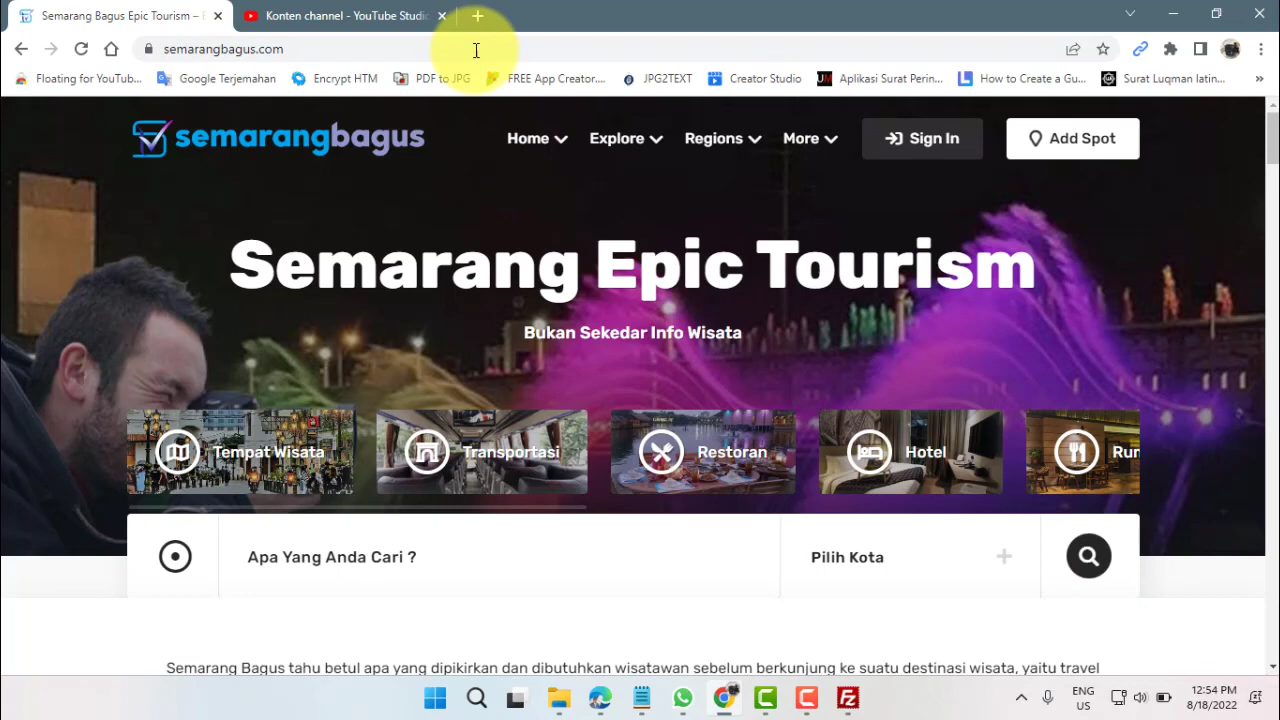 Semarang Bagus Epic Tourism –
Konten channel - YouTube Studio
semarangbagus.com
Floating for YouTub...
Google Terjemahan
Encrypt HTM
PDF to JPG
FREE App Creator....
JPG2TEXT
Creator Studio
Aplikasi Surat Perin...
How to Create a Gu...
Surat Luqman latin...
semarangbagus
Home
Explore
Regions
More
Sign In
Add Spot
Semarang Epic Tourism
Bukan Sekedar Info Wisata
Tempat Wisata
Transportasi
Restoran
Hotel
Apa Yang Anda Cari ?
Pilih Kota
Semarang Bagus tahu betul apa yang dipikirkan dan dibutuhkan wisatawan sebelum berkunjung ke suatu destinasi wisata, yaitu travel
ENG
US
12:54 PM
8/18/2022